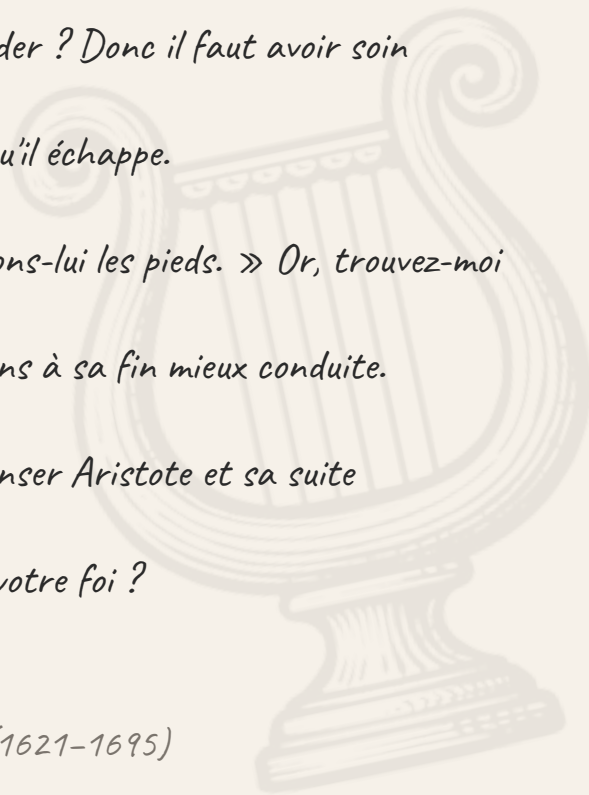 der ? Donc il faut avoir soin
u'il échappe.
ons-lui les pieds. » Or, trouvez-moi
ns à sa fin mieux conduite.
nser Aristote et sa suite
votre foi ?
(1621–1695)